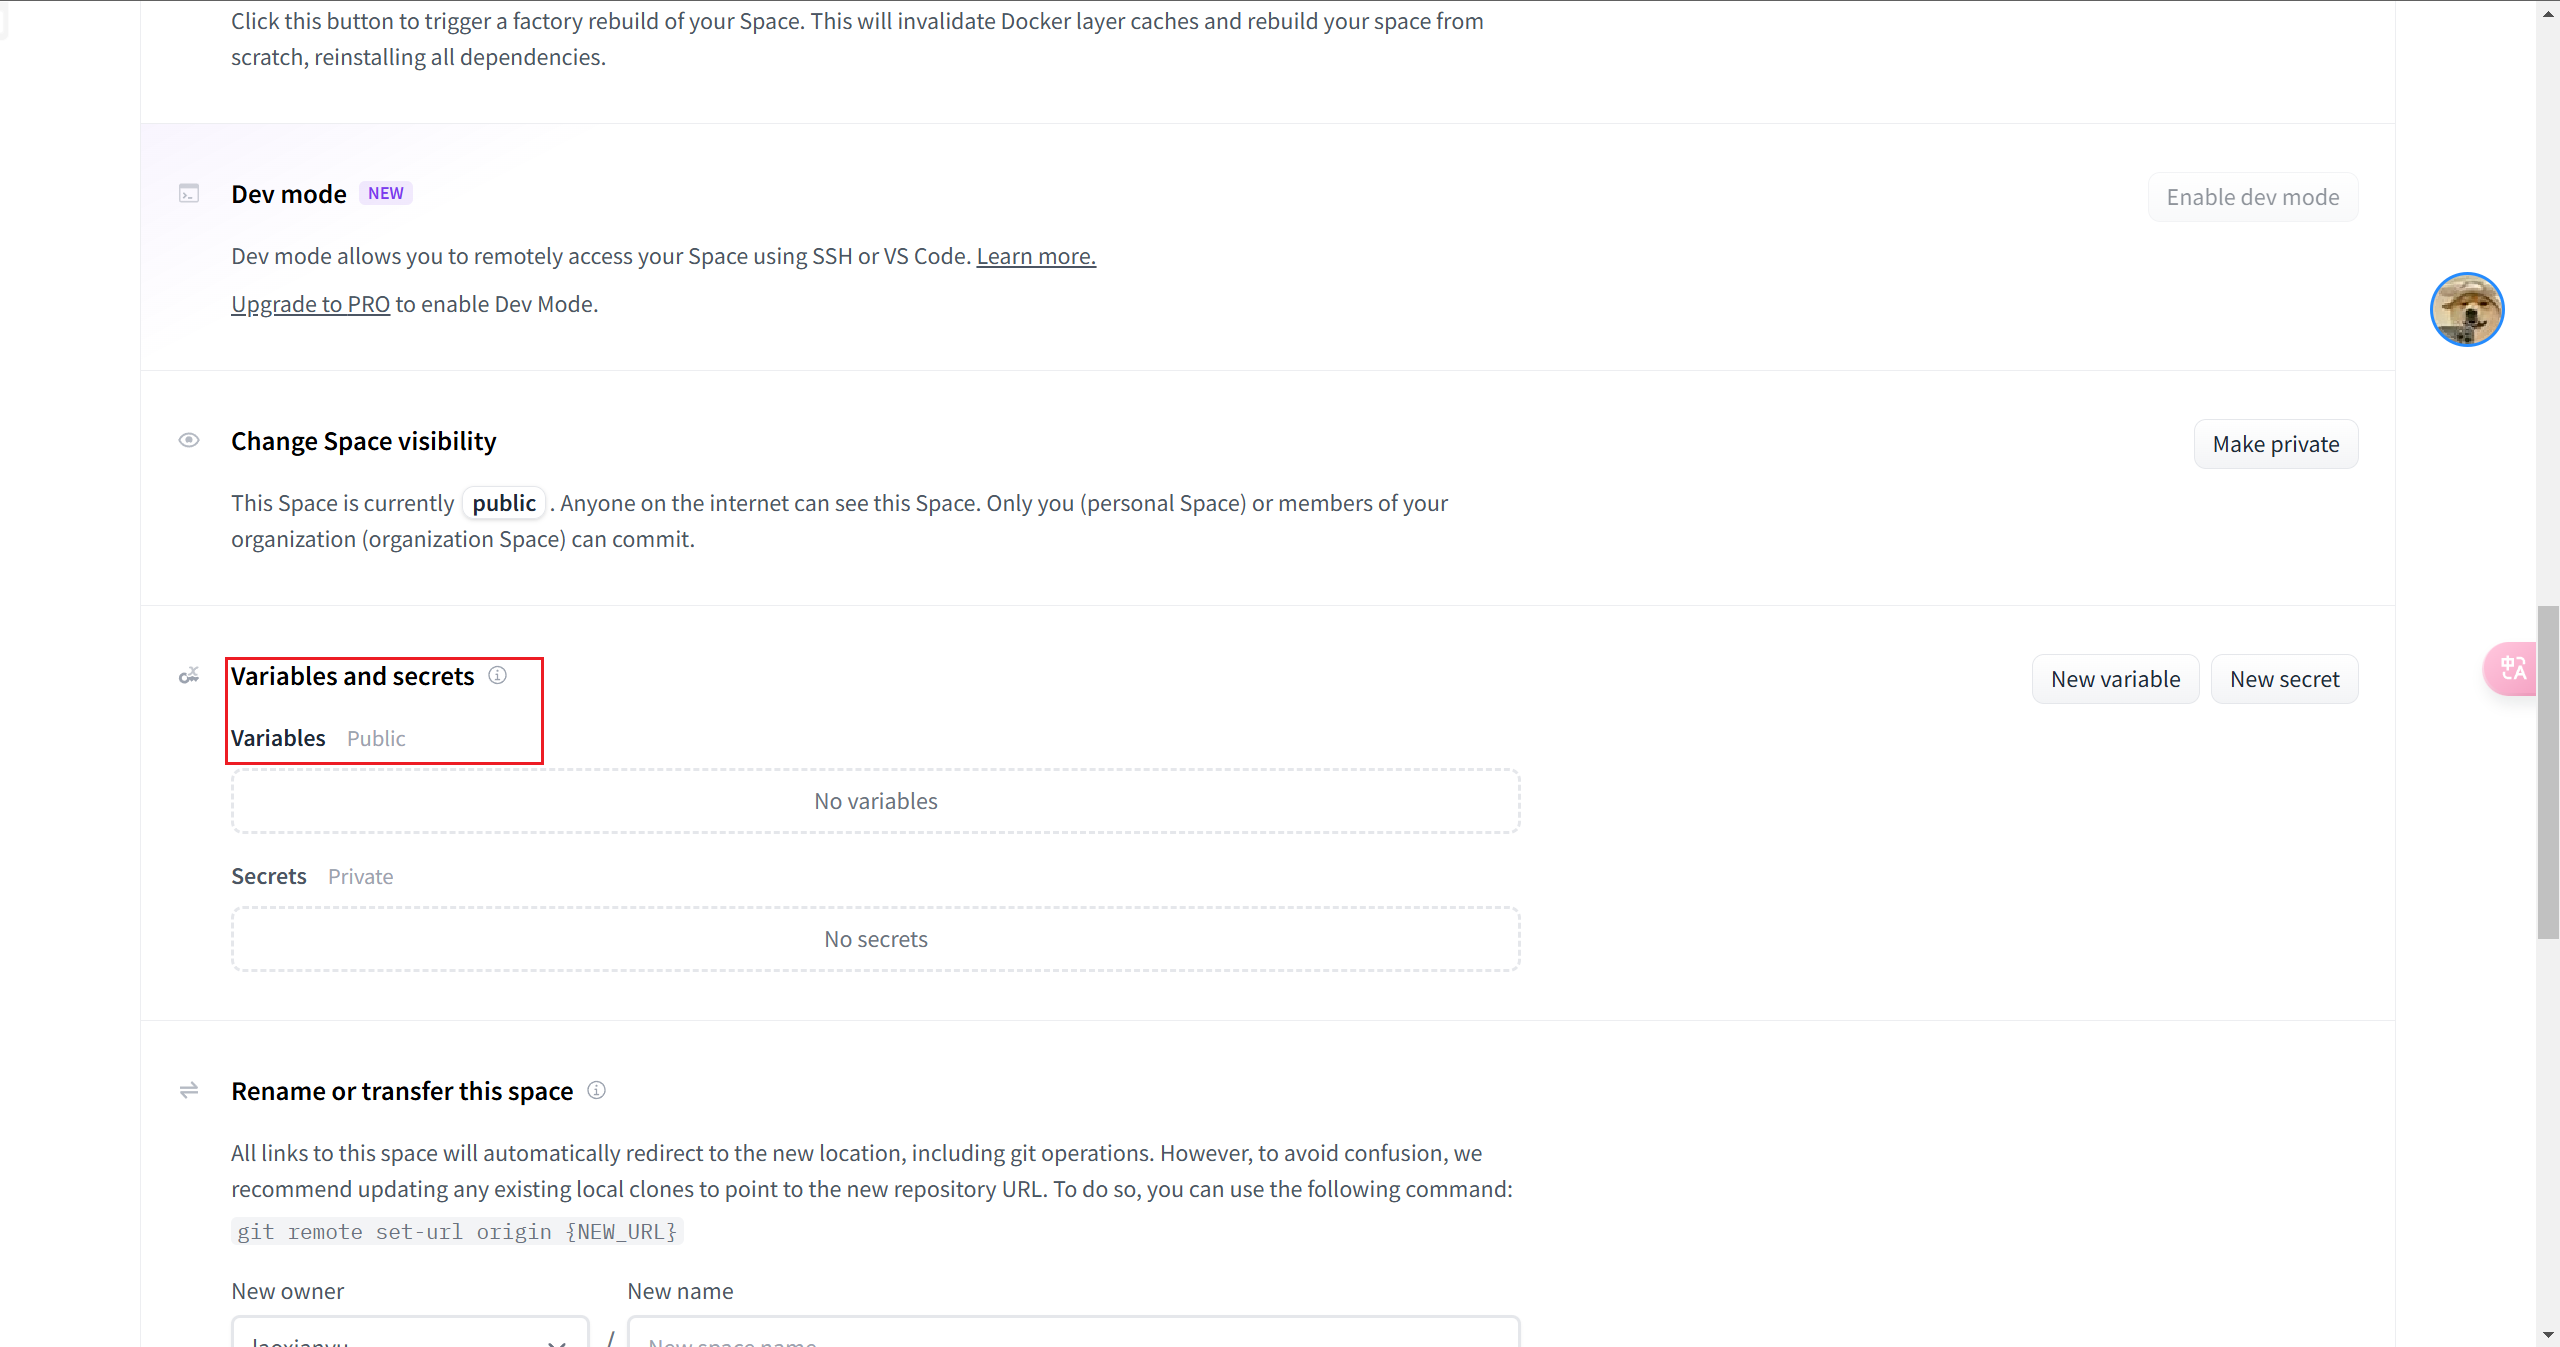 Click this button to trigger a factory rebuild of your Space. This will invalidate Docker layer caches and rebuild your space from
scratch, reinstalling all dependencies.
Dev mode NEW
Enable dev mode
Dev mode allows you to remotely access your Space using SSH or VS Code. Learn more.
Upgrade to PRO to enable Dev Mode.
Change Space visibility
Make private
This Space is currently public . Anyone on the internet can see this Space. Only you (personal Space) or members of your
organization (organization Space) can commit.
Variables and secrets
New variable
New secret
Variables Public
No variables
Secrets Private
No secrets
Rename or transfer this space
All links to this space will automatically redirect to the new location, including git operations. However, to avoid confusion, we
recommend updating any existing local clones to point to the new repository URL. To do so, you can use the following command:
git remote set-url origin {NEW_URL}
New owner
New name
laoxianyu
/
New space name